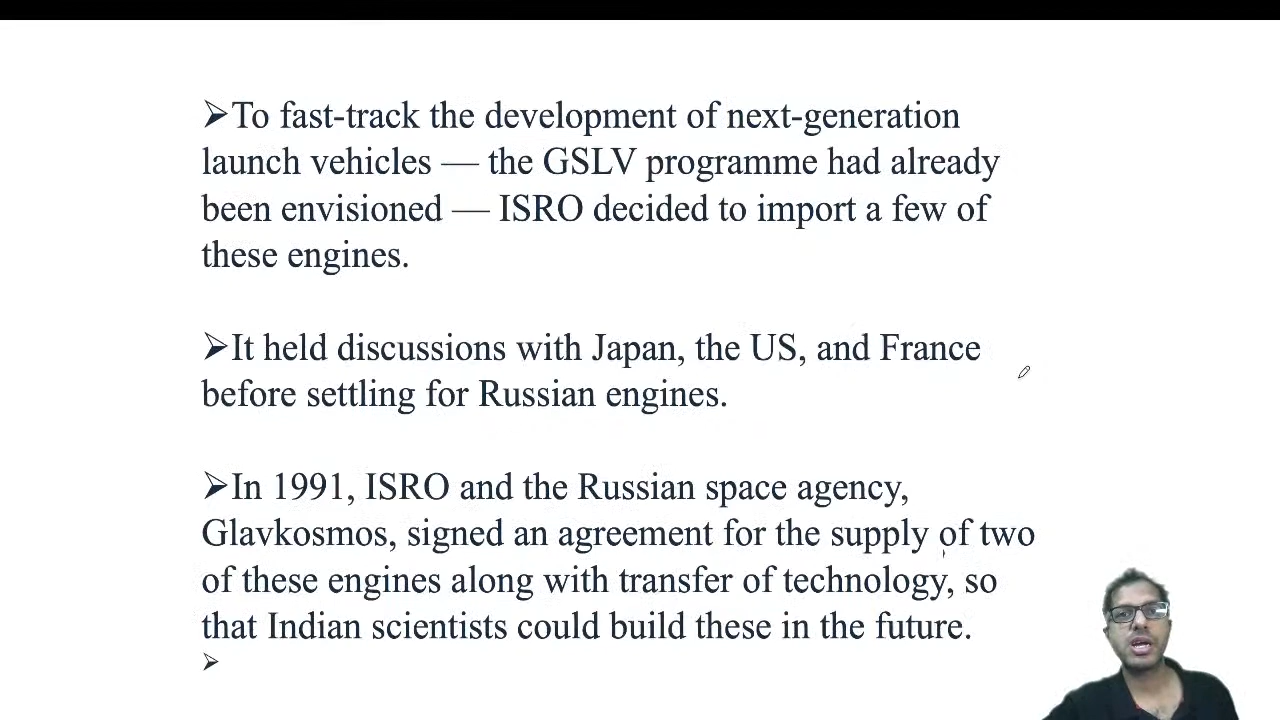 ➢To fast-track the development of next-generation
launch vehicles — the GSLV programme had already
been envisioned — ISRO decided to import a few of
these engines.
➢It held discussions with Japan, the US, and France
before settling for Russian engines.
➢In 1991, ISRO and the Russian space agency,
Glavkosmos, signed an agreement for the supply of two
of these engines along with transfer of technology, so
that Indian scientists could build these in the future.
➢